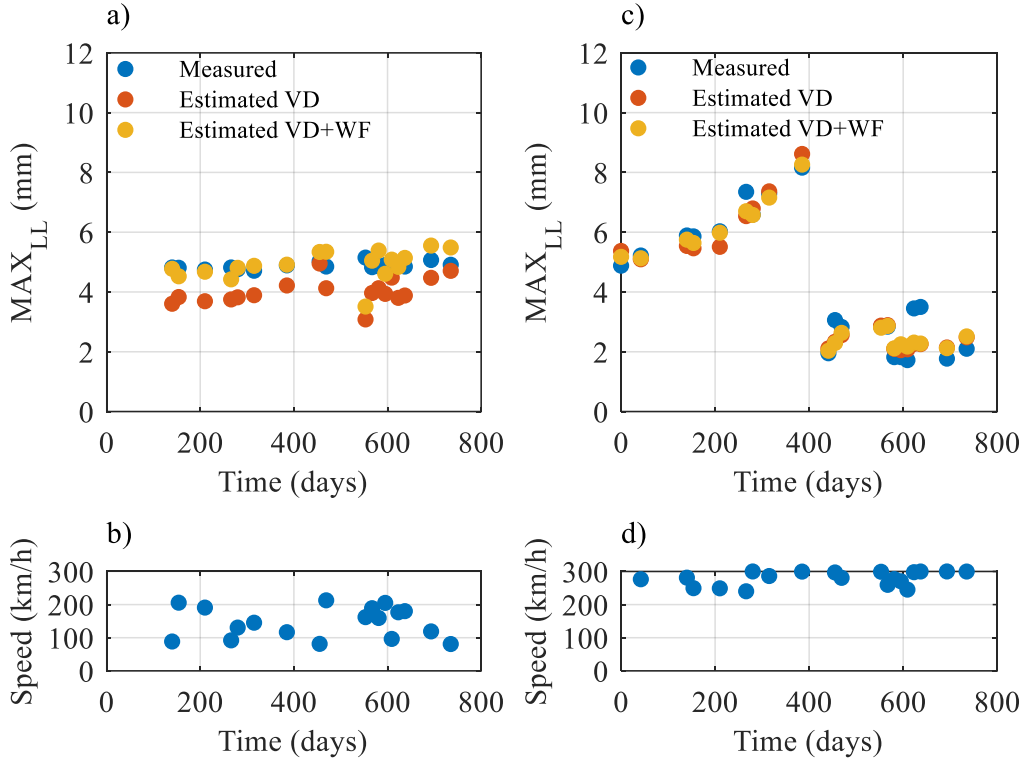 a)
MAX_LL (mm)
12
10
8
6
4
2
0
Measured
Estimated VD
Estimated VD+WF
0 200 400 600 800
Time (days)
c)
MAX_LL (mm)
12
10
8
6
4
2
0
Measured
Estimated VD
Estimated VD+WF
0 200 400 600 800
Time (days)
b)
Speed (km/h)
300
200
100
0
0 200 400 600 800
Time (days)
d)
Speed (km/h)
300
200
100
0
0 200 400 600 800
Time (days)